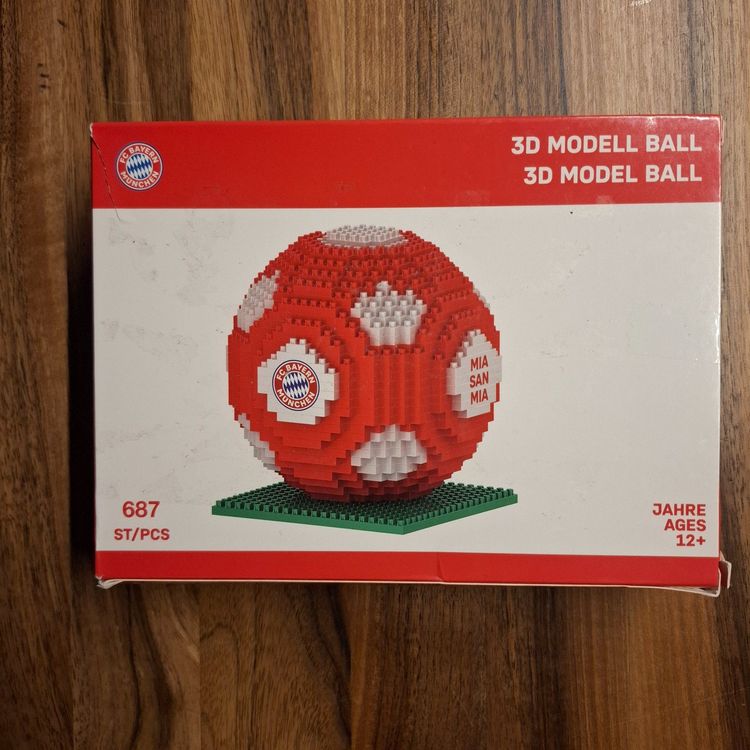 FC BAYERN
MÜNCHEN
3D MODELL BALL
3D MODEL BALL
FC BAYERN
MÜNCHEN
MIA
SAN
MIA
687
ST/PCS
JAHRE
AGES
12+